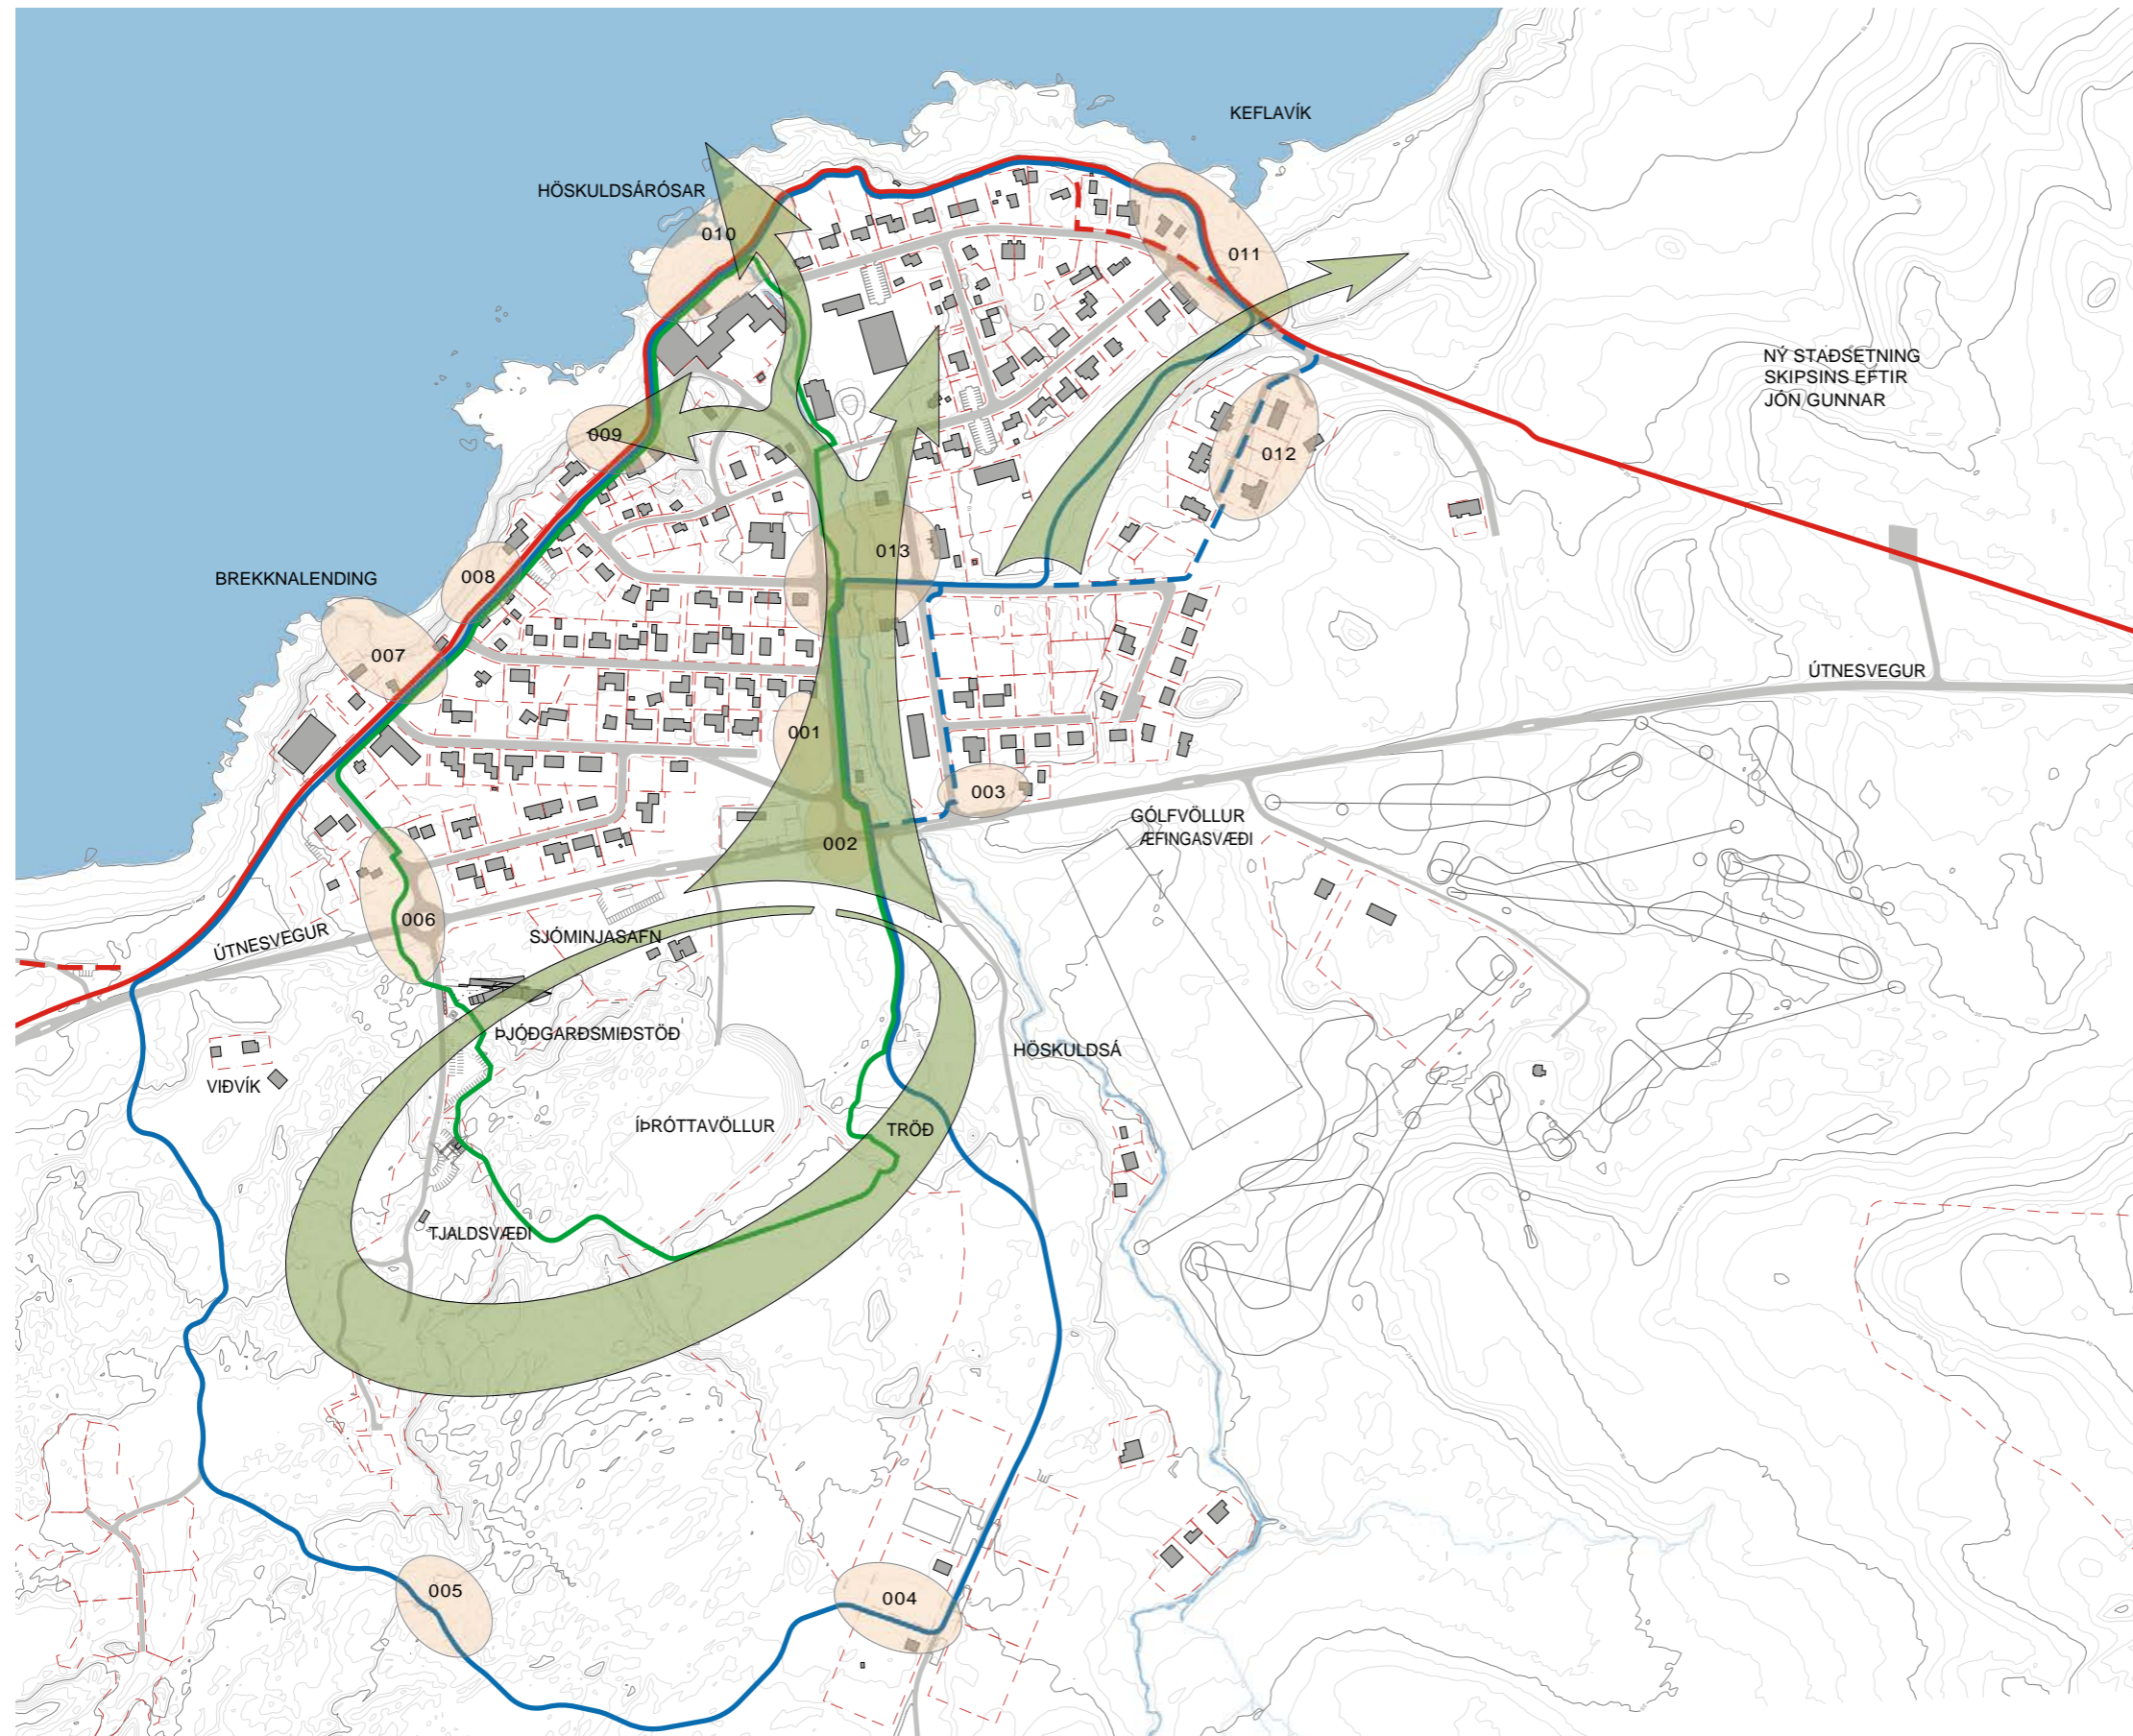 KEFLAVÍK
HÖSKULDSÁRÓSAR
010
011
NÝ STAÐSETNING
SKIPSINS EFTIR
JÓN GUNNAR
009
012
013
008
BREKKNALENDING
007
ÚTNESVEGUR
001
003
GÓLFVÖLLUR
ÆFINGASVÆÐI
002
006
ÚTNESVEGUR
SJÓMINJASAFN
ÞJÓÐGARÐSMIÐSTÖÐ
HÖSKULDSÁ
VIÐVÍK
ÍÞRÓTTAVÖLLUR
TRÖÐ
TJALDSVÆÐI
005
004